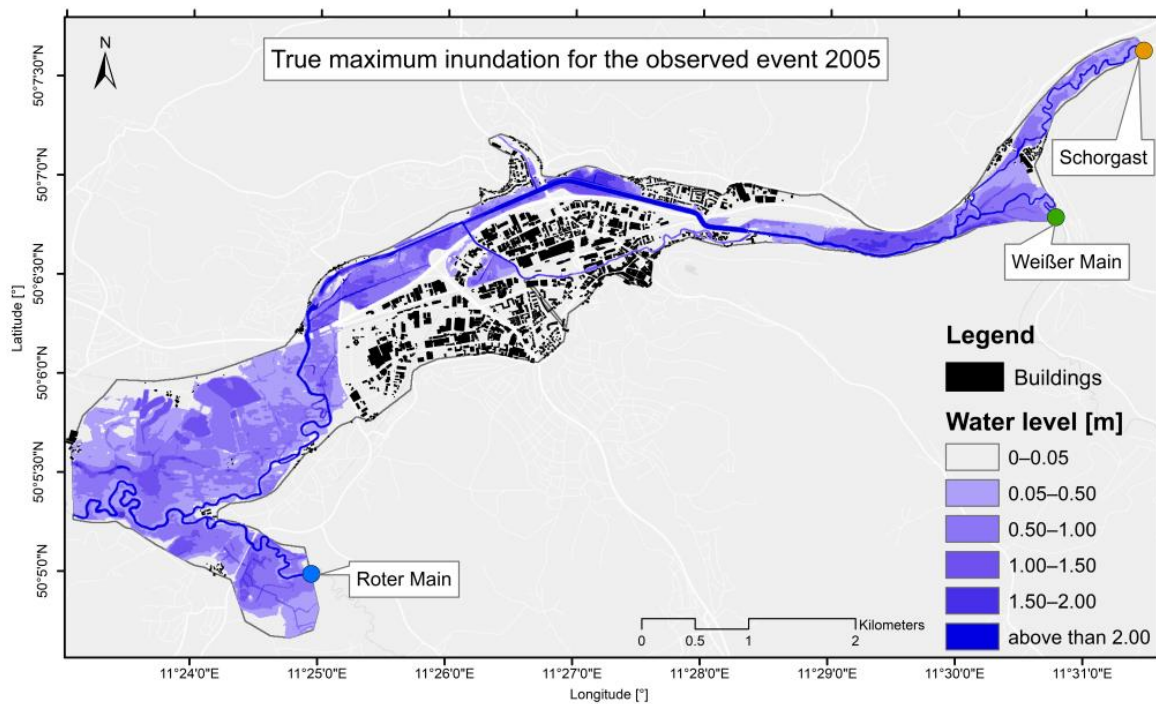 True maximum inundation for the observed event 2005
N
50°7'30"N
50°7'0"N
50°6'30"N
50°6'0"N
50°5'30"N
50°5'0"N
Latitude [°]
Schorgast
Weißer Main
Roter Main
Legend
Buildings
Water level [m]
0–0.05
0.05–0.50
0.50–1.00
1.00–1.50
1.50–2.00
above than 2.00
Kilometers
0 0.5 1 2
11°24'0"E 11°25'0"E 11°26'0"E 11°27'0"E 11°28'0"E 11°29'0"E 11°30'0"E 11°31'0"E
Longitude [°]